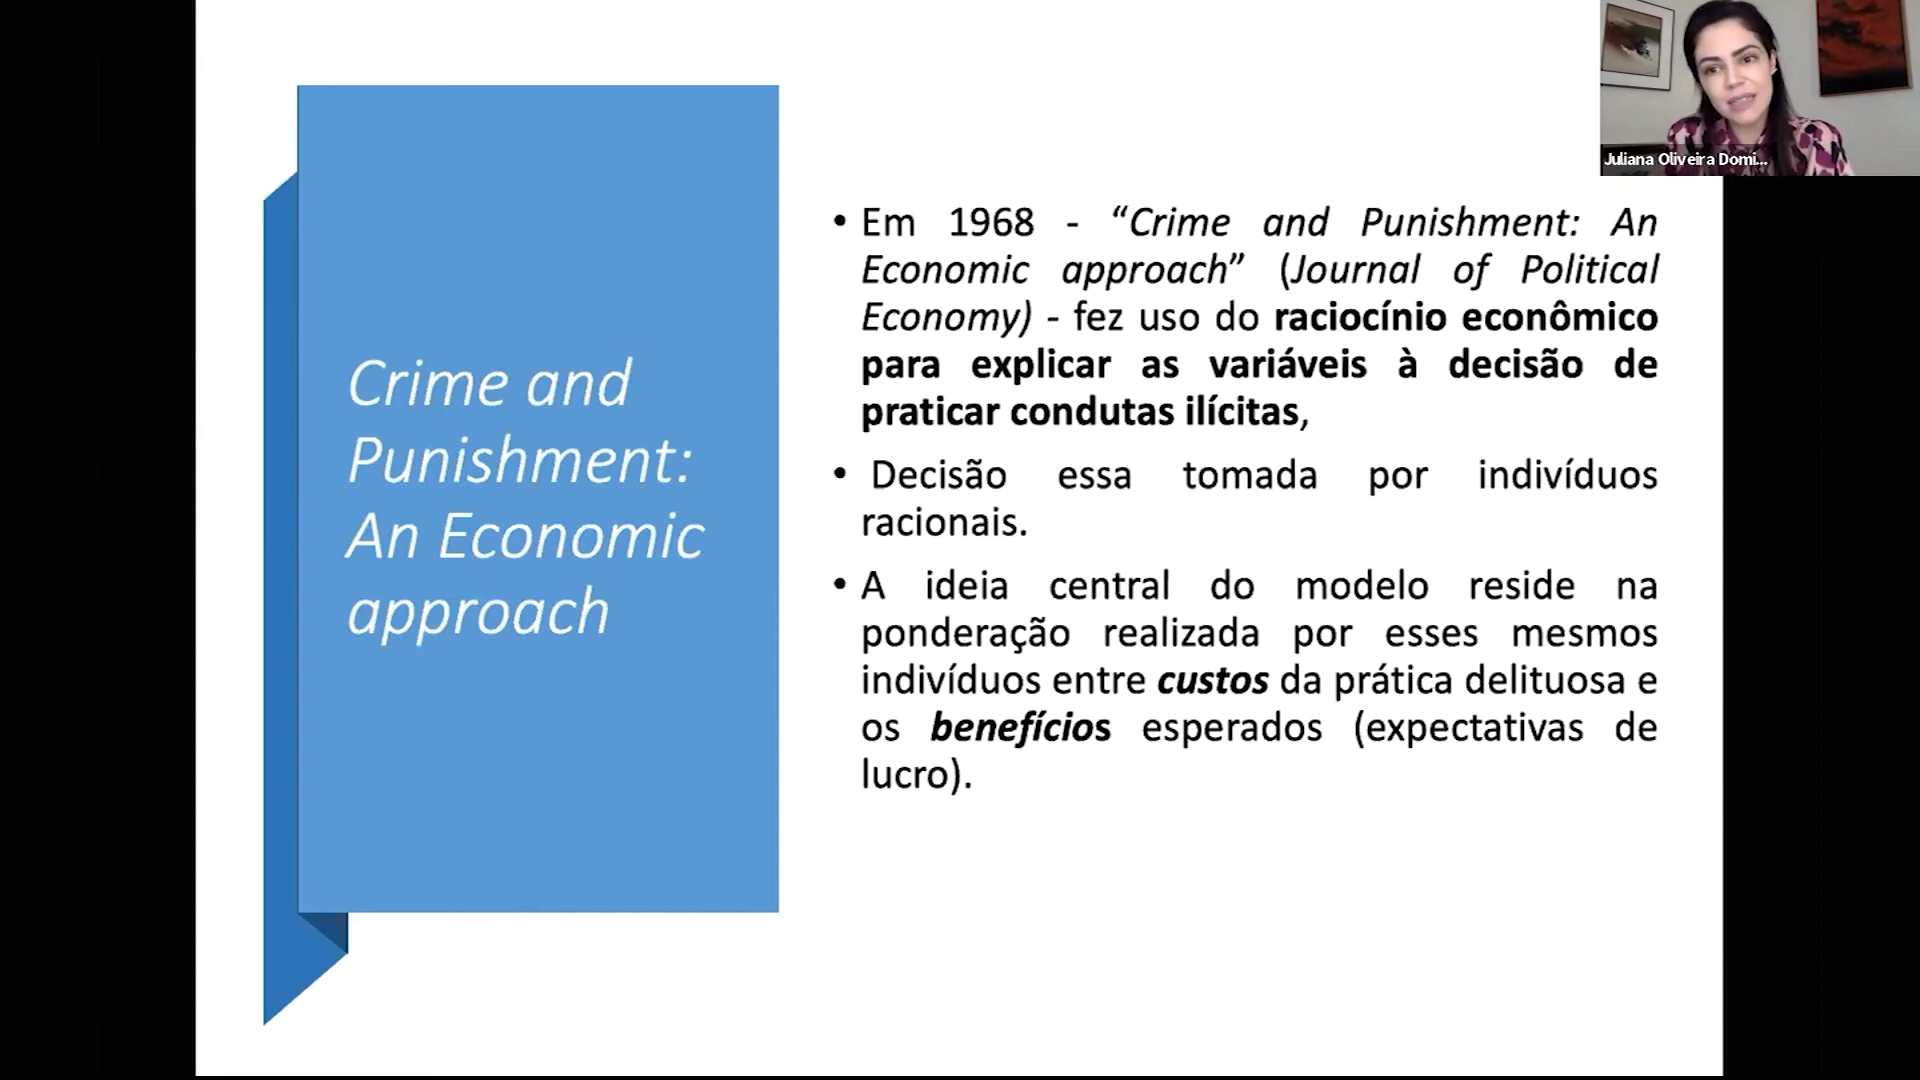 Crime and
Punishment:
An Economic
approach
Juliana Oliveira Domi...
• Em 1968 - “Crime and Punishment: An
Economic approach” (Journal of Political
Economy) - fez uso do raciocínio econômico
para explicar as variáveis à decisão de
praticar condutas ilícitas,
• Decisão essa tomada por indivíduos
racionais.
• A ideia central do modelo reside na
ponderação realizada por esses mesmos
indivíduos entre custos da prática delituosa e
os benefícios esperados (expectativas de
lucro).